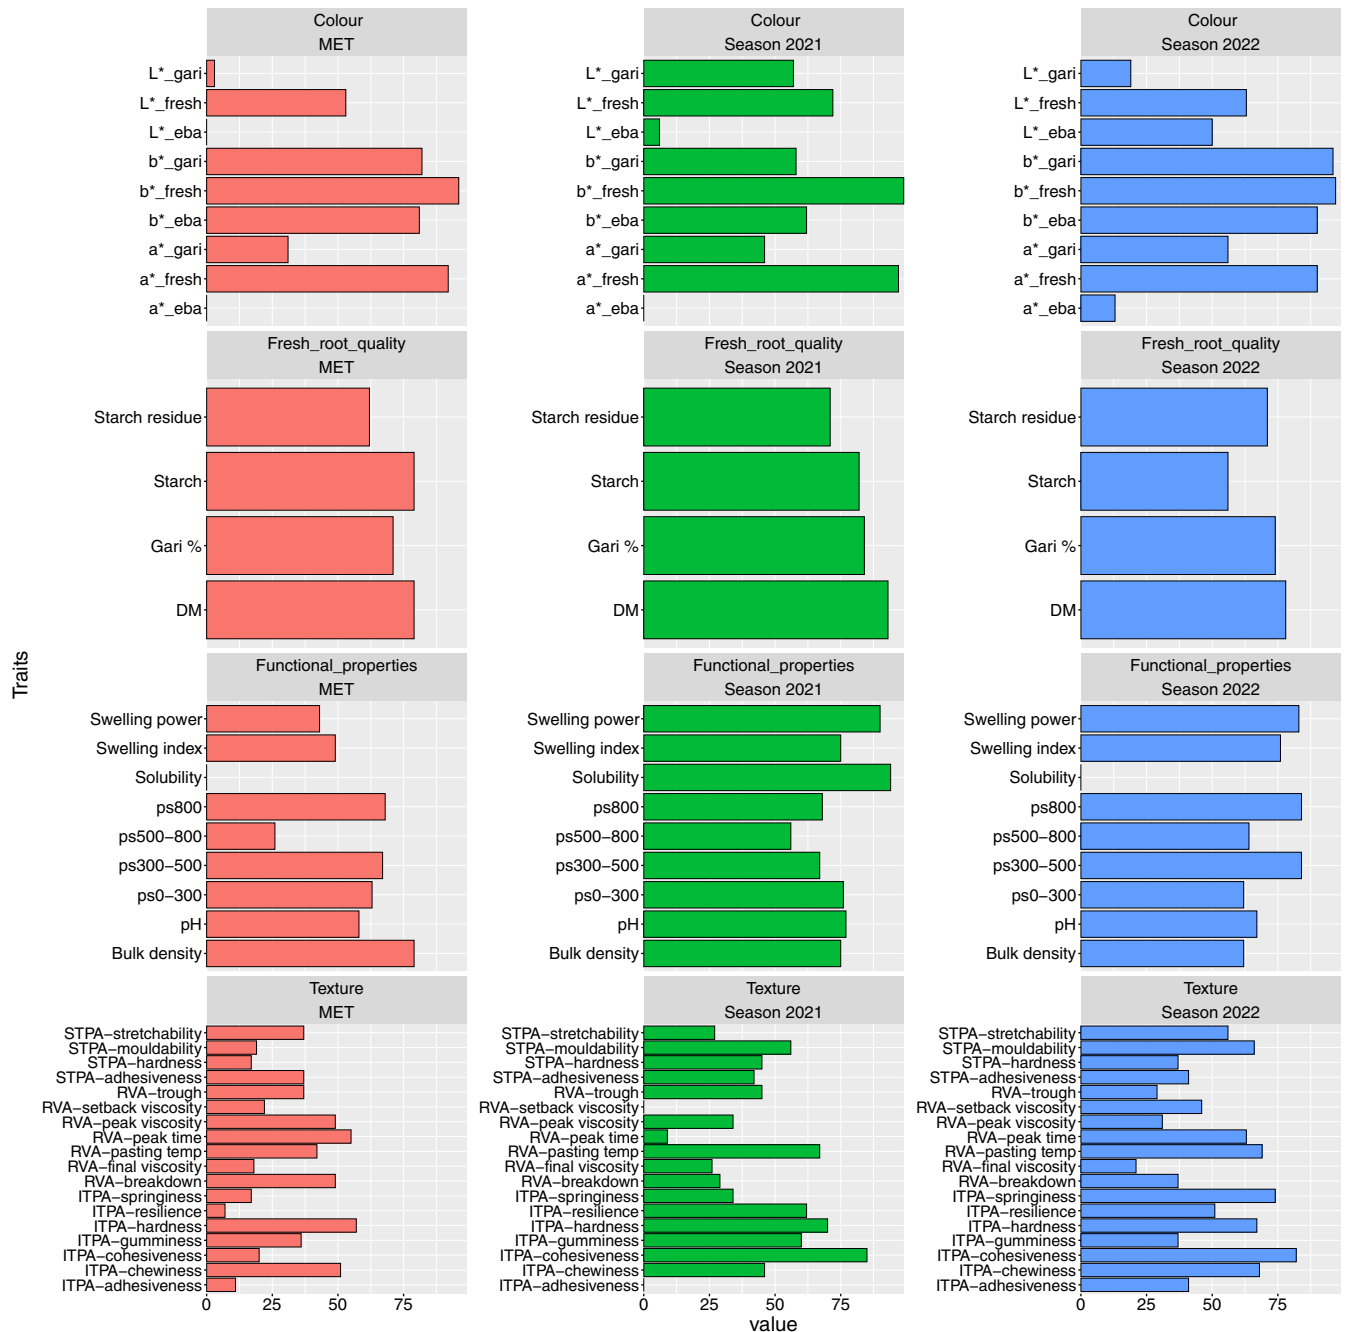 Traits
Colour
MET
L*_gari
L*_fresh
L*_eba
b*_gari
b*_fresh
b*_eba
a*_gari
a*_fresh
a*_eba
Colour
Season 2021
L*_gari
L*_fresh
L*_eba
b*_gari
b*_fresh
b*_eba
a*_gari
a*_fresh
a*_eba
Colour
Season 2022
L*_gari
L*_fresh
L*_eba
b*_gari
b*_fresh
b*_eba
a*_gari
a*_fresh
a*_eba
Fresh_root_quality
MET
Starch residue
Starch
Gari %
DM
Fresh_root_quality
Season 2021
Starch residue
Starch
Gari %
DM
Fresh_root_quality
Season 2022
Starch residue
Starch
Gari %
DM
Functional_properties
MET
Swelling power
Swelling index
Solubility
ps800
ps500−800
ps300−500
ps0−300
pH
Bulk density
Functional_properties
Season 2021
Swelling power
Swelling index
Solubility
ps800
ps500−800
ps300−500
ps0−300
pH
Bulk density
Functional_properties
Season 2022
Swelling power
Swelling index
Solubility
ps800
ps500−800
ps300−500
ps0−300
pH
Bulk density
Texture
MET
STPA−stretchability
STPA−mouldability
STPA−hardness
STPA−adhesiveness
RVA−trough
RVA−setback viscosity
RVA−peak viscosity
RVA−peak time
RVA−pasting temp
RVA−final viscosity
RVA−breakdown
ITPA−springiness
ITPA−resilience
ITPA−hardness
ITPA−gumminess
ITPA−cohesiveness
ITPA−chewiness
ITPA−adhesiveness
0 25 50 75
Texture
Season 2021
STPA−stretchability
STPA−mouldability
STPA−hardness
STPA−adhesiveness
RVA−trough
RVA−setback viscosity
RVA−peak viscosity
RVA−peak time
RVA−pasting temp
RVA−final viscosity
RVA−breakdown
ITPA−springiness
ITPA−resilience
ITPA−hardness
ITPA−gumminess
ITPA−cohesiveness
ITPA−chewiness
ITPA−adhesiveness
0 25 50 75
Texture
Season 2022
STPA−stretchability
STPA−mouldability
STPA−hardness
STPA−adhesiveness
RVA−trough
RVA−setback viscosity
RVA−peak viscosity
RVA−peak time
RVA−pasting temp
RVA−final viscosity
RVA−breakdown
ITPA−springiness
ITPA−resilience
ITPA−hardness
ITPA−gumminess
ITPA−cohesiveness
ITPA−chewiness
ITPA−adhesiveness
0 25 50 75
value